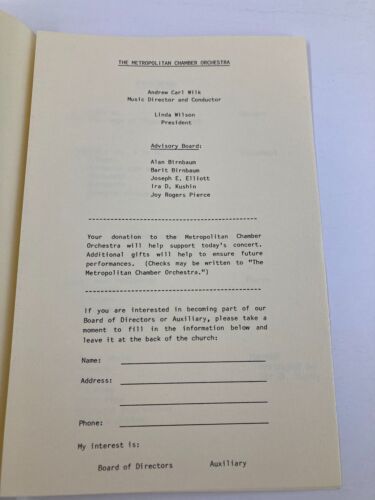 THE METROPOLITAN CHAMBER ORCHESTRA
Andrew Carl Wilk
Music Director and Conductor
Linda Wilson
President
Advisory Board:
Alan Birnbaum
Barit Birnbaum
Joseph E. Elliott
Ira D. Kushin
Joy Rogers Pierce
Your donation to the Metropolitan Chamber
Orchestra will help support today's concert.
Additional gifts will help to ensure future
performances. (Checks may be written to "The
Metropolitan Chamber Orchestra.")
If you are interested in becoming part of our
Board of Directors or Auxiliary, please take a
moment to fill in the information below and
leave it at the back of the church:
Name:
Address:
Phone:
My interest is:
Board of Directors Auxiliary